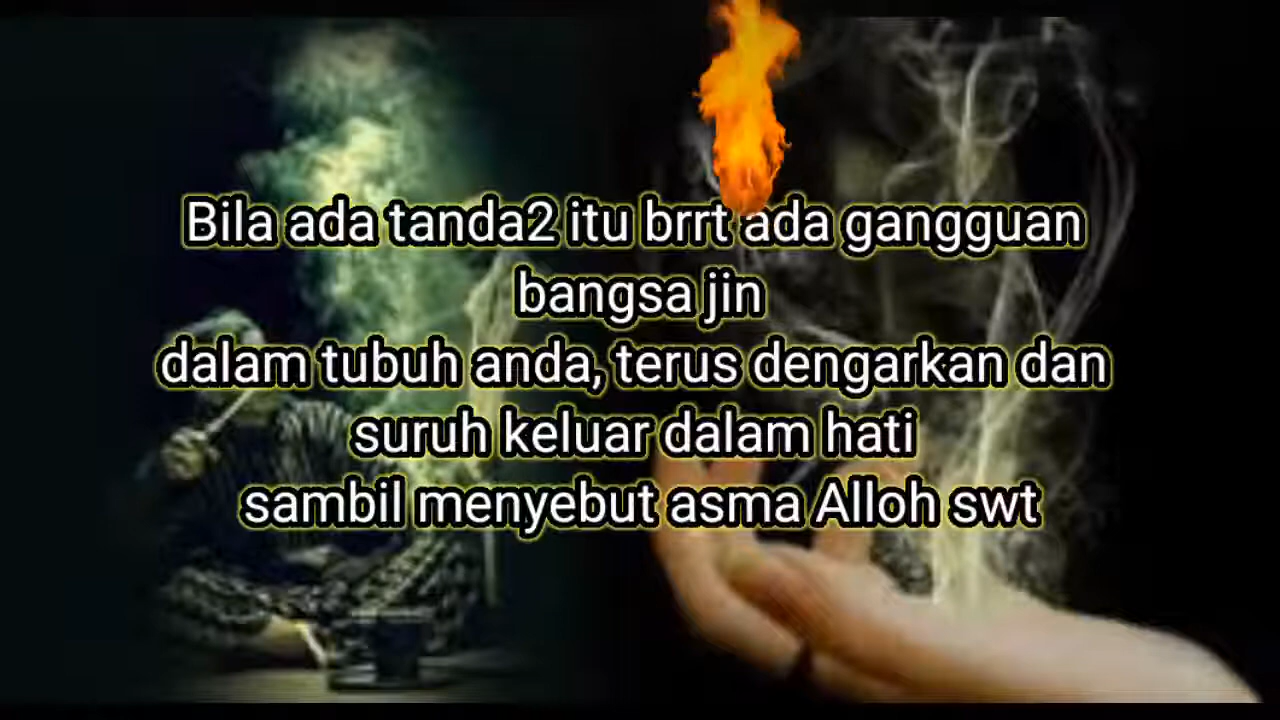 Bila ada tanda2 itu brrt ada gangguan
bangsa jin
dalam tubuh anda, terus dengarkan dan
suruh keluar dalam hati
sambil menyebut asma Alloh swt